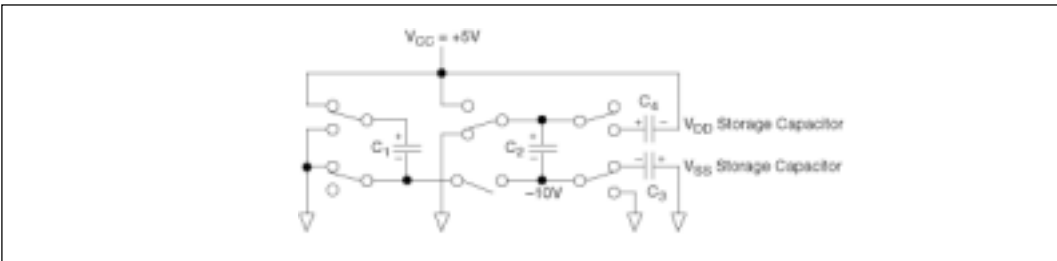 V_CC = +5V
C_4
+ −
V_DD Storage Capacitor
+
C_1
−
+
C_2
−
− +
V_SS Storage Capacitor
−10V
C_3